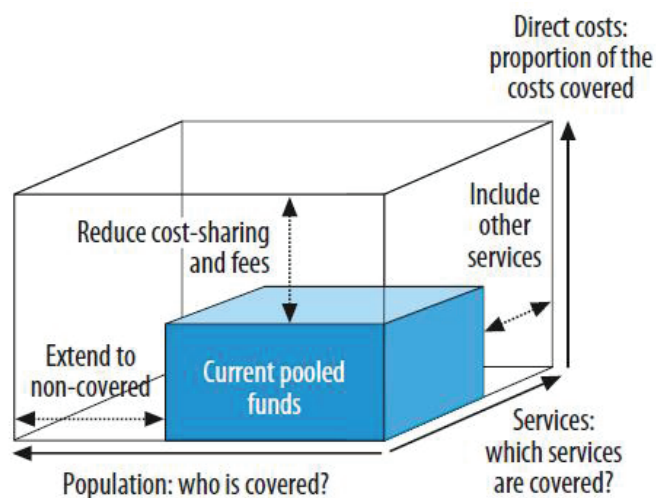 Direct costs:
proportion of the
costs covered
Include
other
services
Reduce cost-sharing
and fees
Extend to
non-covered
Current pooled
funds
Services:
which services
are covered?
Population: who is covered?